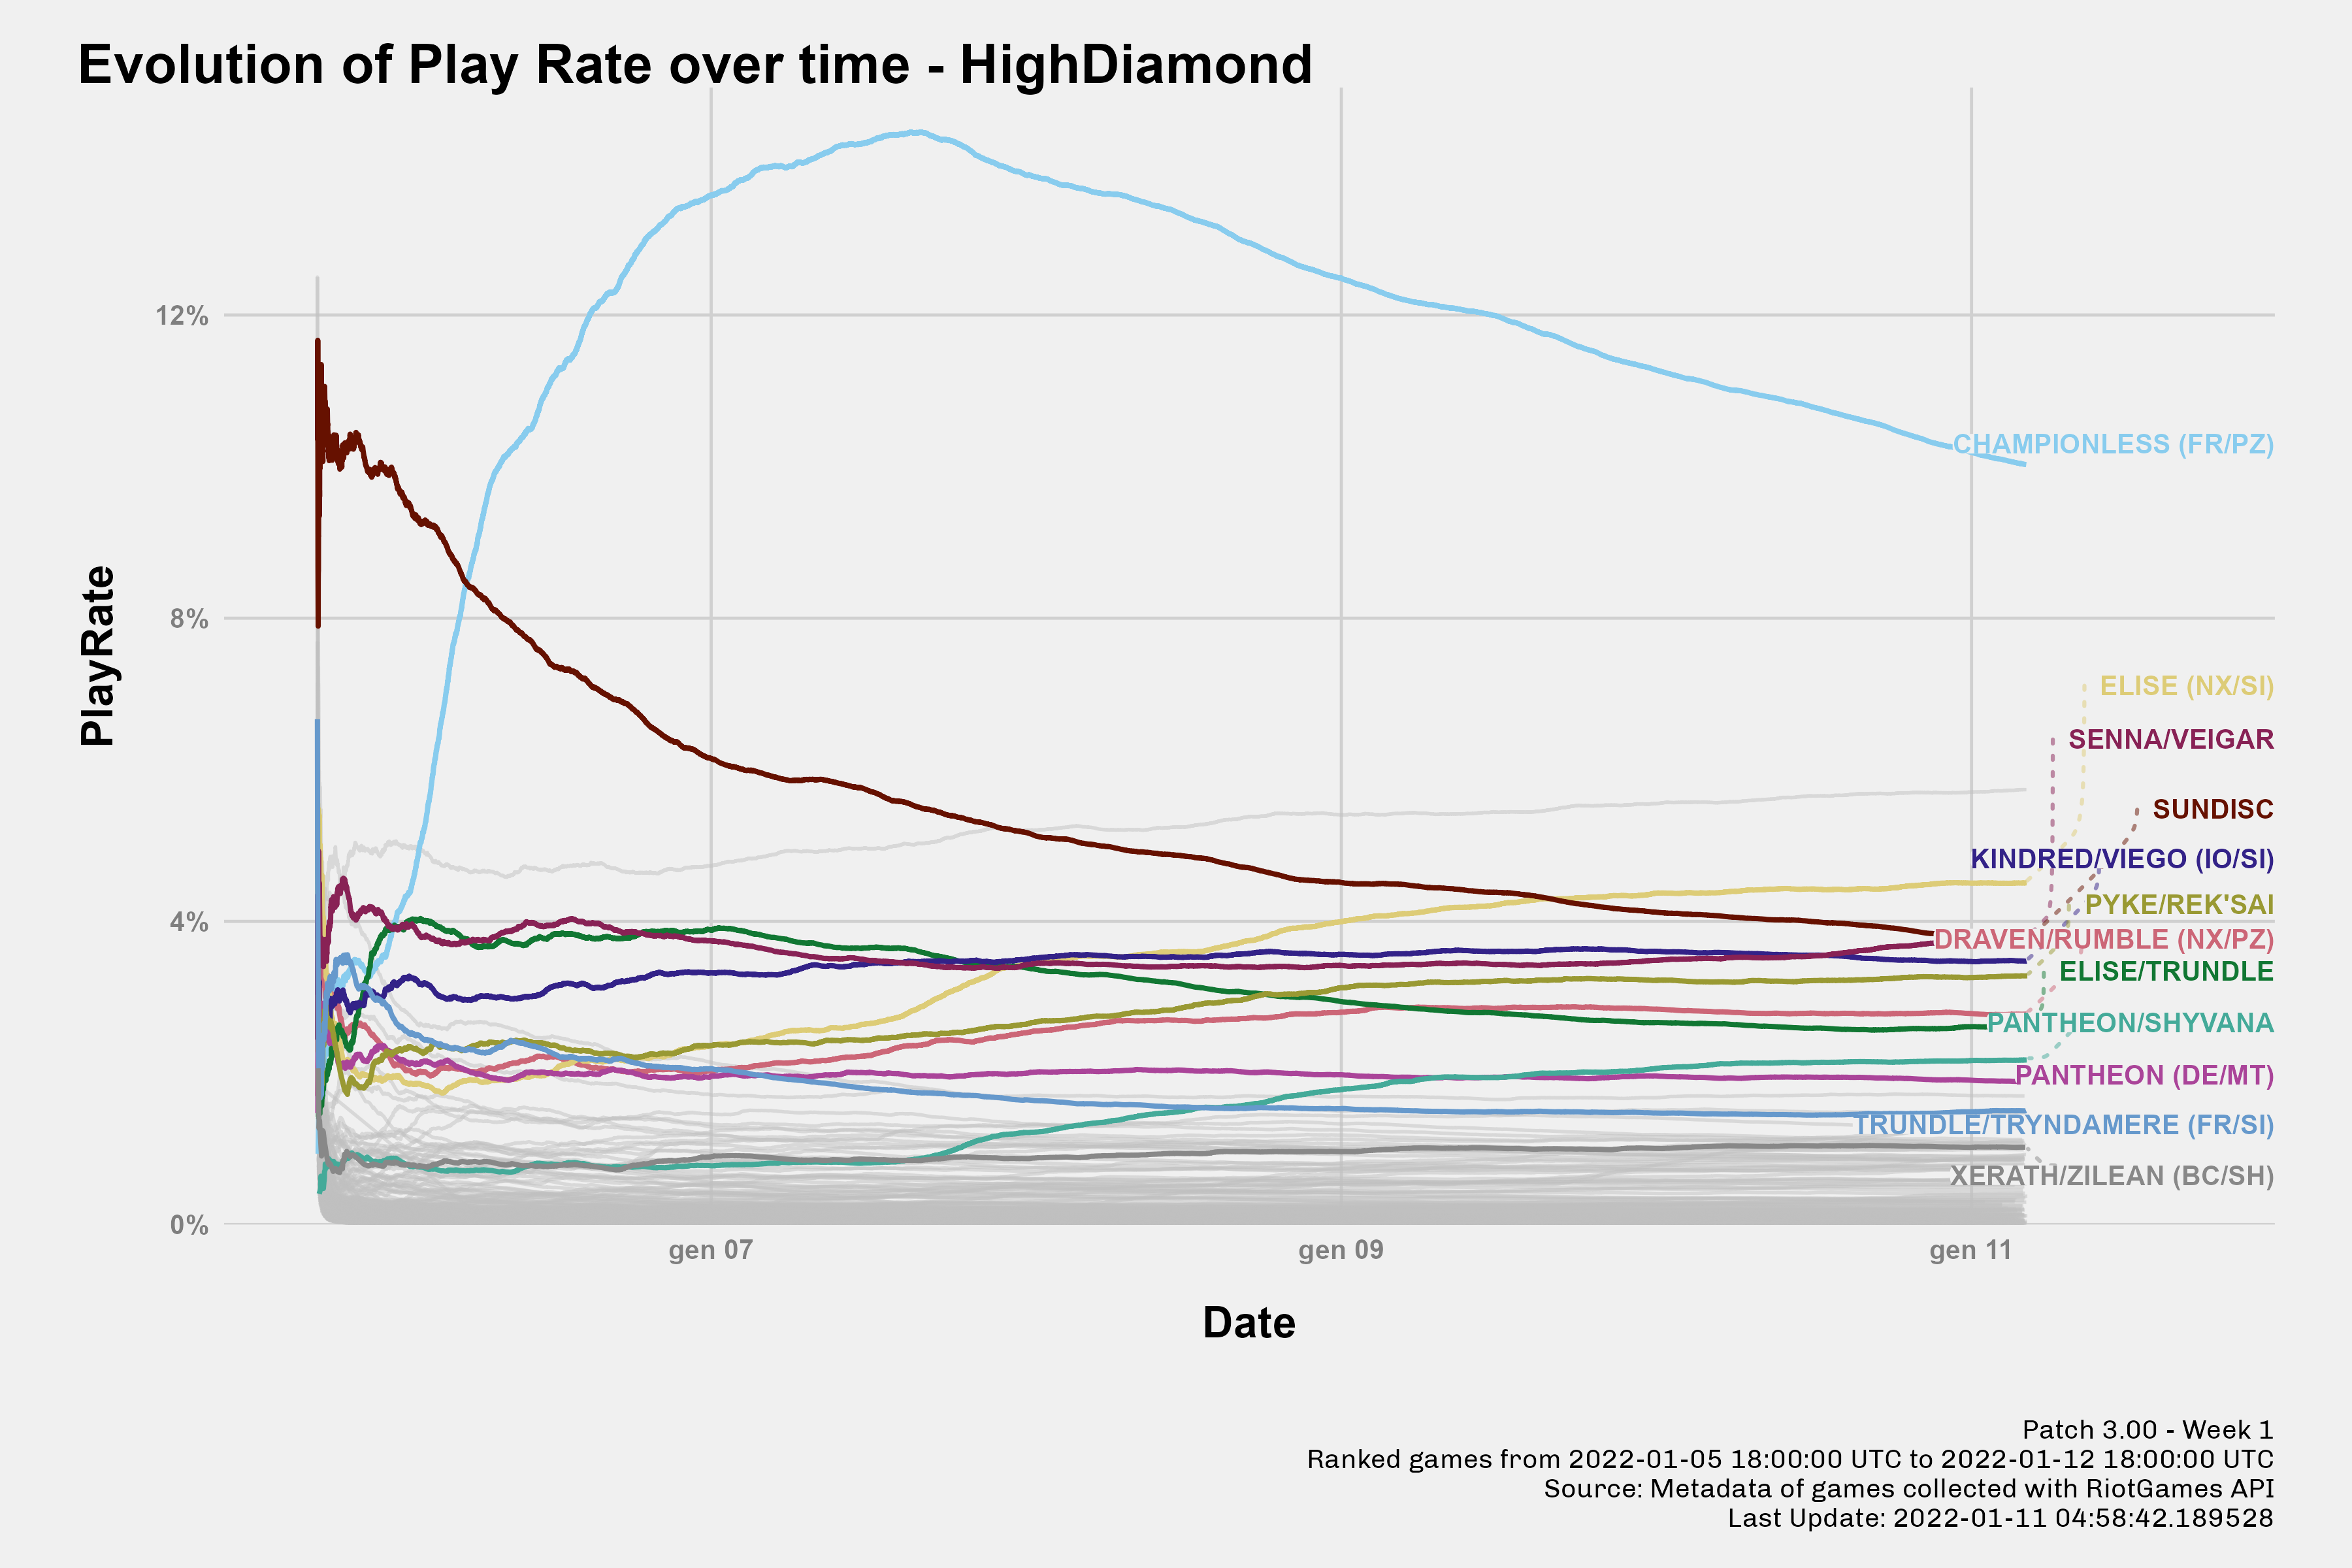 Evolution of Play Rate over time - HighDiamond
PlayRate
12%
8%
4%
0%
CHAMPIONLESS (FR/PZ)
ELISE (NX/SI)
SENNA/VEIGAR
SUNDISC
KINDRED/VIEGO (IO/SI)
PYKE/REK'SAI
DRAVEN/RUMBLE (NX/PZ)
ELISE/TRUNDLE
PANTHEON/SHYVANA
PANTHEON (DE/MT)
TRUNDLE/TRYNDAMERE (FR/SI)
XERATH/ZILEAN (BC/SH)
gen 07
gen 09
gen 11
Date
Patch 3.00 - Week 1
Ranked games from 2022-01-05 18:00:00 UTC to 2022-01-12 18:00:00 UTC
Source: Metadata of games collected with RiotGames API
Last Update: 2022-01-11 04:58:42.189528